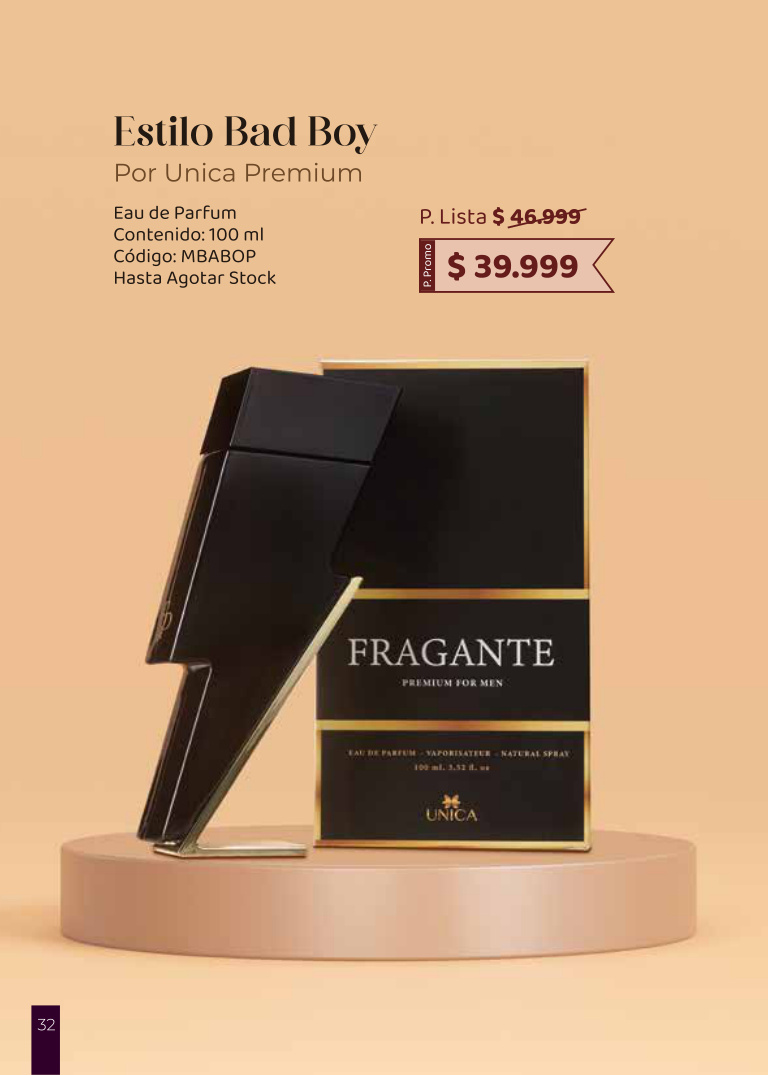 Estilo Bad Boy
Por Unica Premium
Eau de Parfum
Contenido: 100 ml
Código: MBABOP
Hasta Agotar Stock
P. Lista $ 46.999
P. Promo
$ 39.999
FRAGANTE
PREMIUM FOR MEN
EAU DE PARFUM - VAPORISATEUR - NATURAL SPRAY
100 ml. 3.52 fl. oz
UNICA
32